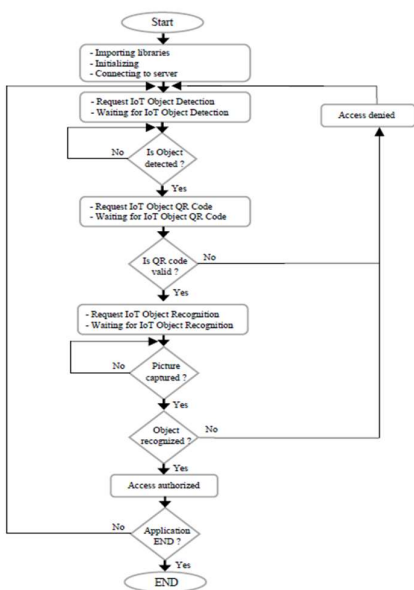 Start
- Importing libraries
- Initializing
- Connecting to server
- Request IoT Object Detection
- Waiting for IoT Object Detection
Access denied
Is Object
detected ?
No
Yes
- Request IoT Object QR Code
- Waiting for IoT Object QR Code
Is QR code
valid ?
No
Yes
- Request IoT Object Recognition
- Waiting for IoT Object Recognition
No
Picture
captured ?
Yes
Object
recognized ?
No
Yes
Access authorized
No
Application
END ?
Yes
END